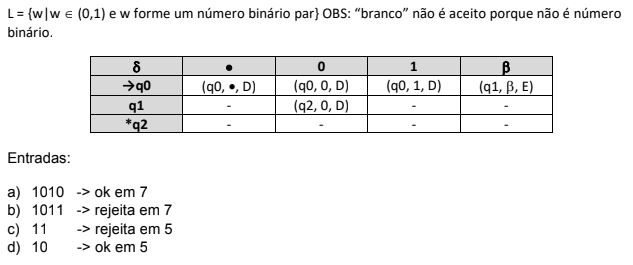 L = {w|w ∈ (0,1) e w forme um número binário par} OBS: “branco” não é aceito porque não é número
binário.
δ • 0 1 β
→q0 (q0, •, D) (q0, 0, D) (q0, 1, D) (q1, β, E)
q1 - (q2, 0, D) - -
*q2 - - - -
Entradas:
a) 1010 -> ok em 7
b) 1011 -> rejeita em 7
c) 11 -> rejeita em 5
d) 10 -> ok em 5